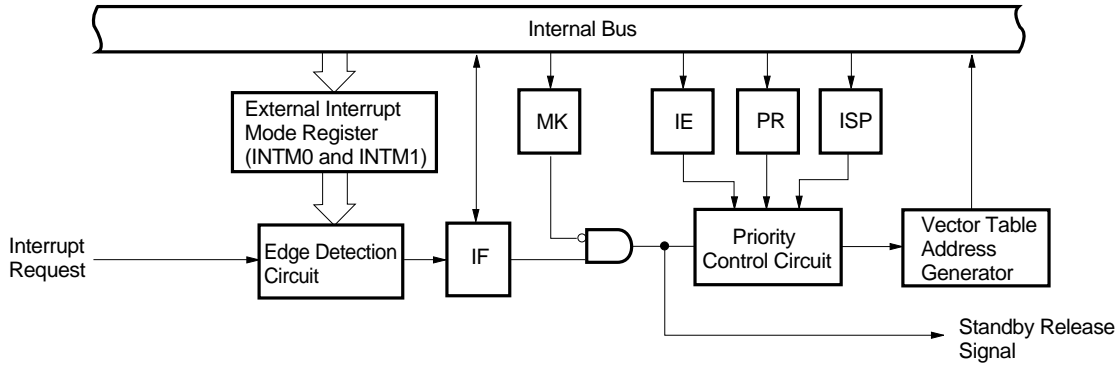 Internal Bus
External Interrupt
Mode Register
(INTM0 and INTM1)
MK
IE
PR
ISP
Interrupt
Request
Edge Detection
Circuit
IF
Priority
Control Circuit
Vector Table
Address
Generator
Standby Release
Signal